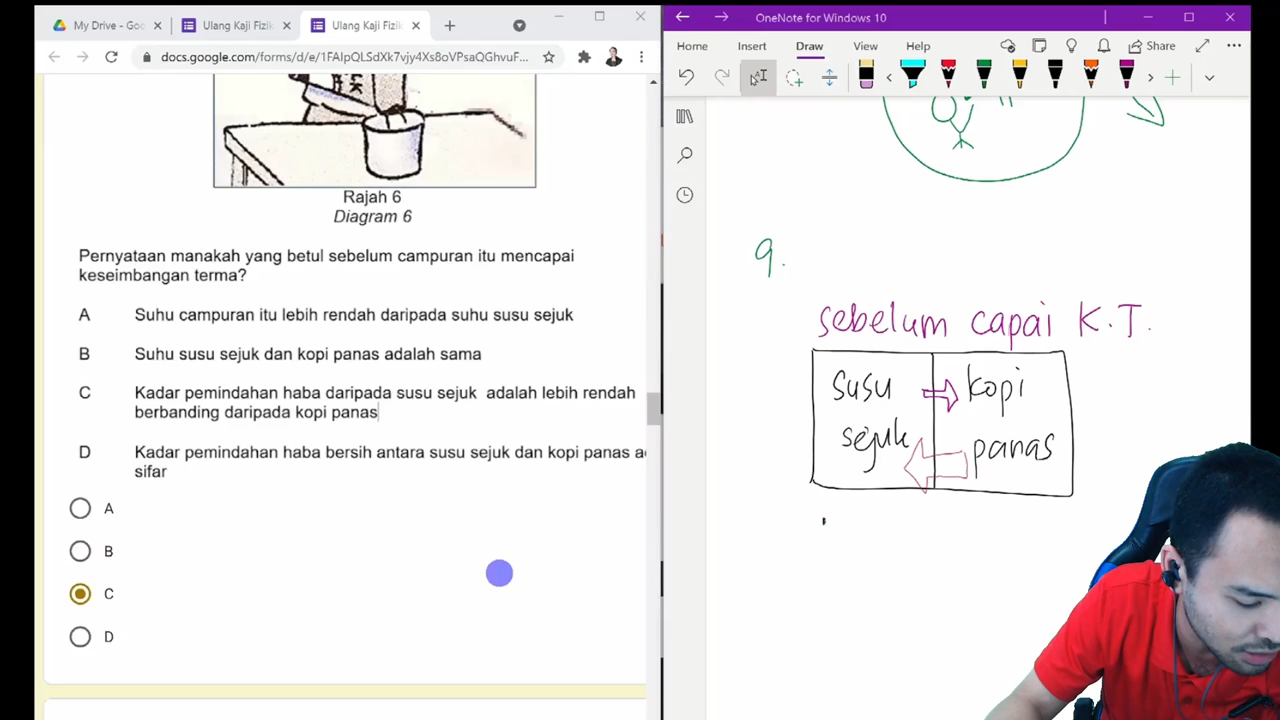 My Drive - Goo
Ulang Kaji Fizik
Ulang Kaji Fizik
OneNote for Windows 10
docs.google.com/forms/d/e/1FAIpQLSdXk7vjy4Xs8oVPsaQGhvuF...
Home Insert Draw View Help Share
Rajah 6
Diagram 6
Pernyataan manakah yang betul sebelum campuran itu mencapai
keseimbangan terma?
A Suhu campuran itu lebih rendah daripada suhu susu sejuk
B Suhu susu sejuk dan kopi panas adalah sama
C Kadar pemindahan haba daripada susu sejuk adalah lebih rendah
berbanding daripada kopi panas
D Kadar pemindahan haba bersih antara susu sejuk dan kopi panas a
sifar
A
B
C
D
9.
sebelum capai K.T.
susu kopi
sejuk panas